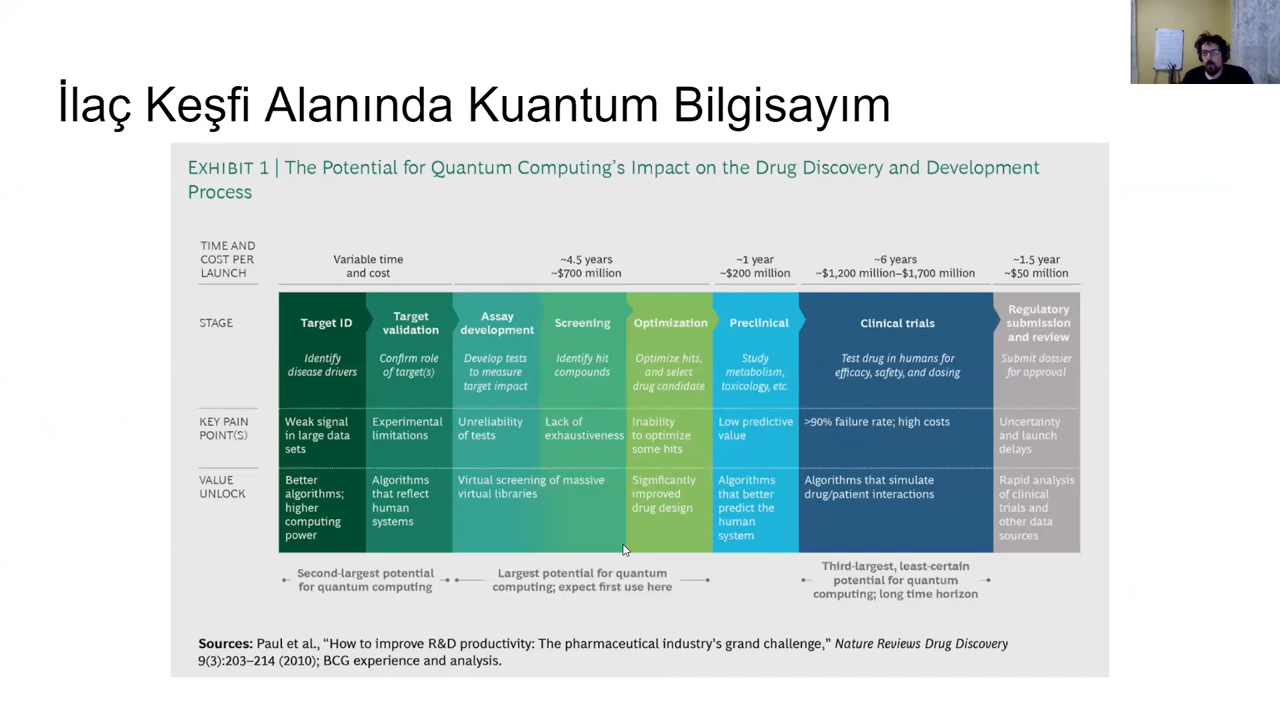 İlaç Keşfi Alanında Kuantum Bilgisayım
EXHIBIT 1 | The Potential for Quantum Computing's Impact on the Drug Discovery and Development
Process
TIME AND
COST PER
LAUNCH
Variable time
and cost
~4.5 years
~$700 million
~1 year
~$200 million
~6 years
~$1,200 million–$1,700 million
~1.5 year
~$50 million
STAGE
Target ID
Target
validation
Assay
development
Screening
Optimization
Preclinical
Clinical trials
Regulatory
submission
and review
Identify
disease drivers
Confirm role
of target(s)
Develop tests
to measure
target impact
Identify hit
compounds
Optimize hits,
and select
drug candidate
Study
metabolism,
toxicology, etc.
Test drug in humans for
efficacy, safety, and dosing
Submit dossier
for approval
KEY PAIN
POINT(S)
Weak signal
in large data
sets
Experimental
limitations
Unreliability
of tests
Lack of
exhaustiveness
Inability
to optimize
some hits
Low predictive
value
>90% failure rate; high costs
Uncertainty
and launch
delays
VALUE
UNLOCK
Better
algorithms;
higher
computing
power
Algorithms
that reflect
human
systems
Virtual screening of massive
virtual libraries
Significantly
improved
drug design
Algorithms
that better
predict the
human
system
Algorithms that simulate
drug/patient interactions
Rapid analysis
of clinical
trials and
other data
sources
Second-largest potential
for quantum computing
Largest potential for quantum
computing; expect first use here
Third-largest, least-certain
potential for quantum
computing; long time horizon
Sources: Paul et al., “How to improve R&D productivity: The pharmaceutical industry's grand challenge,” Nature Reviews Drug Discovery
9(3):203–214 (2010); BCG experience and analysis.